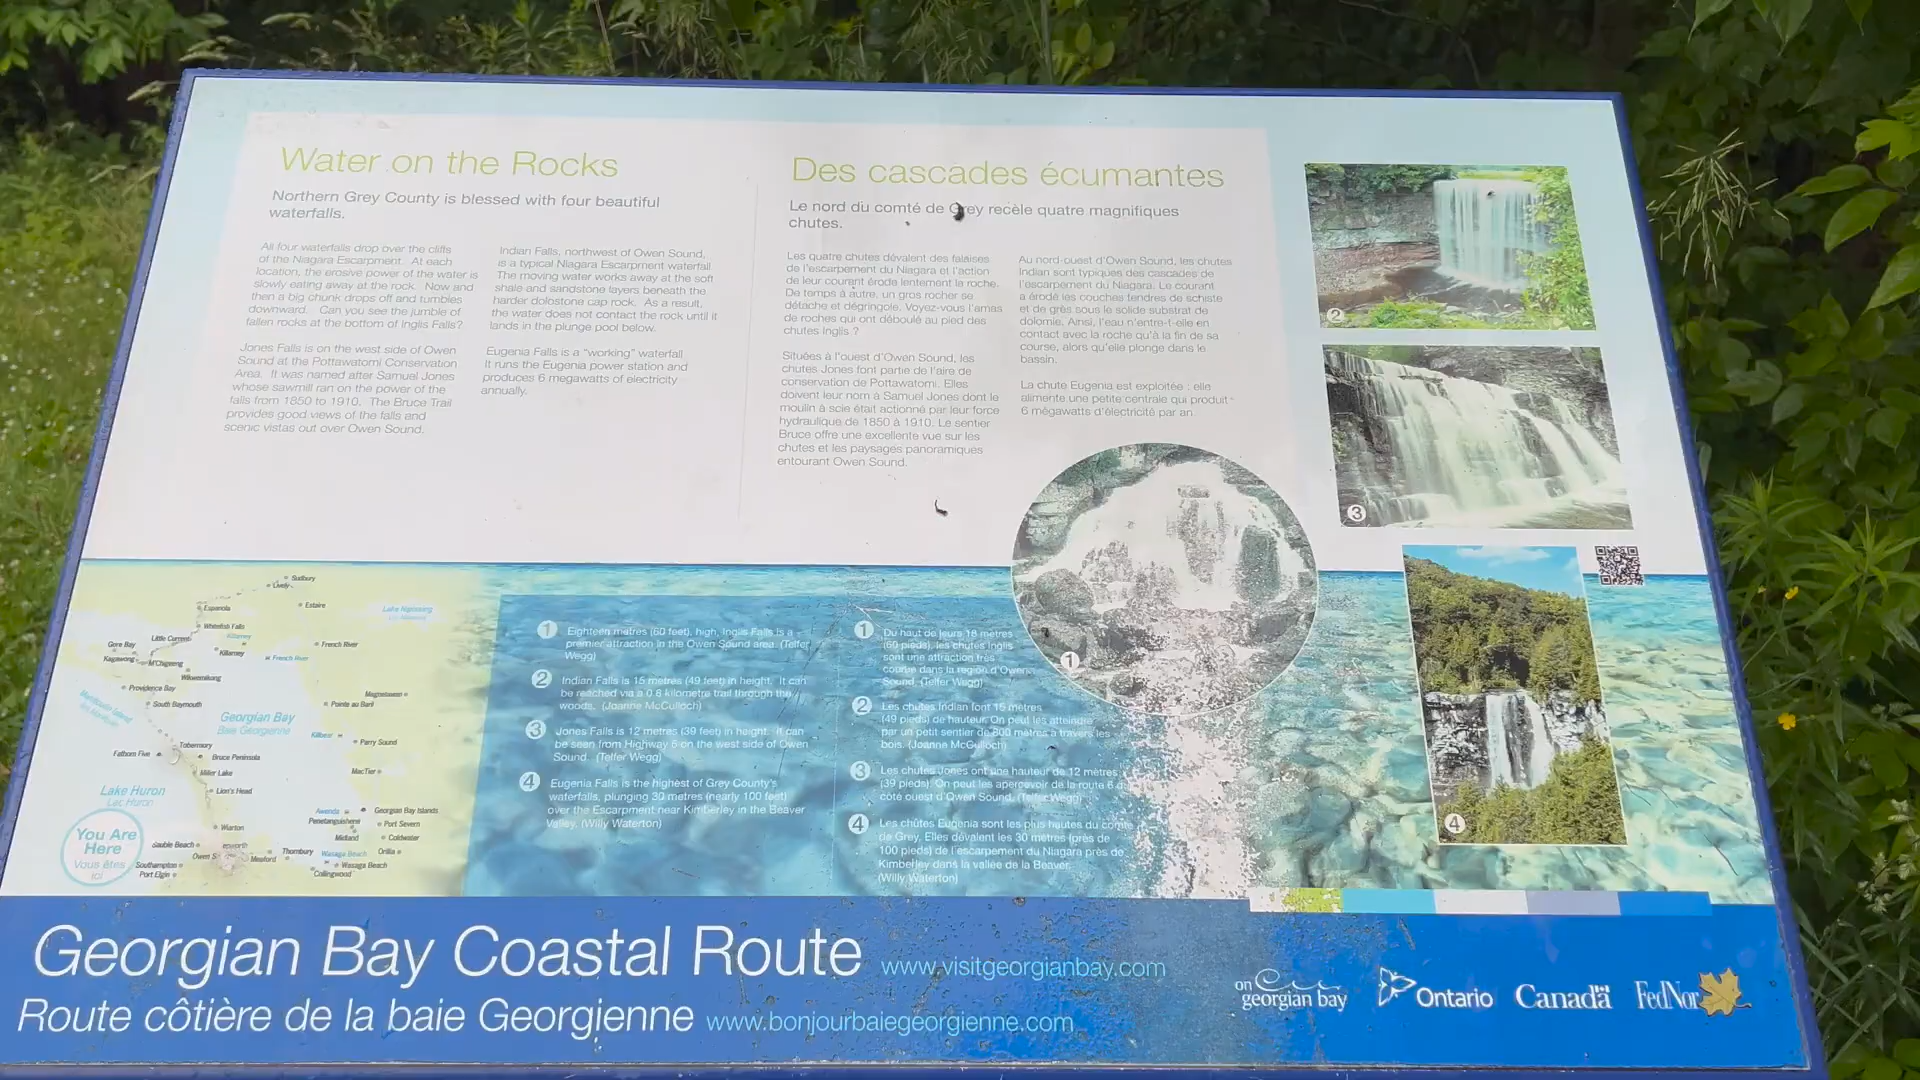 Water on the Rocks
Northern Grey County is blessed with four beautiful
waterfalls.
All four waterfalls drop over the cliffs
of the Niagara Escarpment. At each
location, the erosive power of the water is
slowly eating away at the rock. Now and
then a big chunk drops off and tumbles
downward. Can you see the jumble of
fallen rocks at the bottom of Inglis Falls?
Jones Falls is on the west side of Owen
Sound at the Pottawatomi Conservation
Area. It was named after Samuel Jones
whose sawmill ran on the power of the
falls from 1850 to 1910. The Bruce Trail
provides good views of the falls and
scenic vistas out over Owen Sound.
Indian Falls, northwest of Owen Sound,
is a typical Niagara Escarpment waterfall
The moving water works away at the soft
shale and sandstone layers beneath the
harder dolostone cap rock. As a result,
the water does not contact the rock until it
lands in the plunge pool below.
Eugenia Falls is a "working" waterfall
It runs the Eugenia power station and
produces 6 megawatts of electricity
annually.
Des cascades écumantes
Le nord du comté de Grey recèle quatre magnifiques
chutes.
Les quatre chutes dévalent des falaises
de l'escarpement du Niagara et l'action
de leur courant érode lentement la roche.
De temps à autre, un gros rocher se
détache et dégringole. Voyez-vous l'amas
de roches qui ont déboulé au pied des
chutes Inglis ?
Situées à l'ouest d'Owen Sound, les
chutes Jones font partie de l'aire de
conservation de Pottawatomi. Elles
doivent leur nom à Samuel Jones dont le
moulin à scie était actionné par leur force
hydraulique de 1850 à 1910. Le sentier
Bruce offre une excellente vue sur les
chutes et les paysages panoramiques
entourant Owen Sound.
Au nord-ouest d'Owen Sound, les chutes
Indian sont typiques des cascades de
l'escarpement du Niagara. Le courant
a érodé les couches tendres de schiste
et de grès sous le solide substrat de
dolomie. Ainsi, l'eau n'entre-t-elle en
contact avec la roche qu'à la fin de sa
course, alors qu'elle plonge dans le
bassin.
La chute Eugenia est exploitée : elle
alimente une petite centrale qui produit
6 mégawatts d'électricité par an
2
3
1
4
Sudbury
Lively
Espanola
Estaire
Lake Nipissing
Whitefish Falls
Little Current
Killarney
Gore Bay
French River
Kagawong
M'Chigeeng
Killarney
French River
Wikwemikong
Providence Bay
Magnetawan
South Baymouth
Pointe au Baril
Georgian Bay
Baie Georgienne
Killbear
Parry Sound
Tobermory
Fathom Five
Bruce Peninsula
Miller Lake
MacTier
Lion's Head
Lake Huron
Lac Huron
Awenda
Georgian Bay Islands
Penetanguishene
Port Severn
Midland
Coldwater
Wiarton
Sauble Beach
Owen
Meaford
Thornbury
Wasaga Beach
Orillia
Wasaga Beach
Southampton
Collingwood
Port Elgin
You Are
Here
Vous êtes
ici
1 Eighteen metres (60 feet), high, Inglis Falls is a
premier attraction in the Owen Sound area. (Telfer
Wegg)
2 Indian Falls is 15 metres (49 feet) in height. It can
be reached via a 0.8 kilometre trail through the
woods. (Joanne McCulloch)
3 Jones Falls is 12 metres (39 feet) in height. It can
be seen from Highway 6 on the west side of Owen
Sound. (Telfer Wegg)
4 Eugenia Falls is the highest of Grey County's
waterfalls, plunging 30 metres (nearly 100 feet)
over the Escarpment near Kimberley in the Beaver
Valley. (Willy Waterton)
1 Du haut de leurs 18 mètres
(60 pieds), les chutes Inglis
sont une attraction très
courue dans la région d'Owen
Sound. (Telfer Wegg)
2 Les chutes Indian font 15 mètres
(49 pieds) de hauteur. On peut les atteindre
par un petit sentier de 800 mètres à travers les
bois. (Joanne McCulloch)
3 Les chutes Jones ont une hauteur de 12 mètres
(39 pieds). On peut les apercevoir de la route 6 du
côté ouest d'Owen Sound. (Telfer Wegg)
4 Les chutes Eugenia sont les plus hautes du comté
de Grey. Elles dévalent les 30 mètres (près de
100 pieds) de l'escarpement du Niagara près de
Kimberley dans la vallée de la Beaver.
(Willy Waterton)
Georgian Bay Coastal Route www.visitgeorgianbay.com
Route côtière de la baie Georgienne www.bonjourbaiegeorgienne.com
on
georgian bay
Ontario
Canada
FedNor